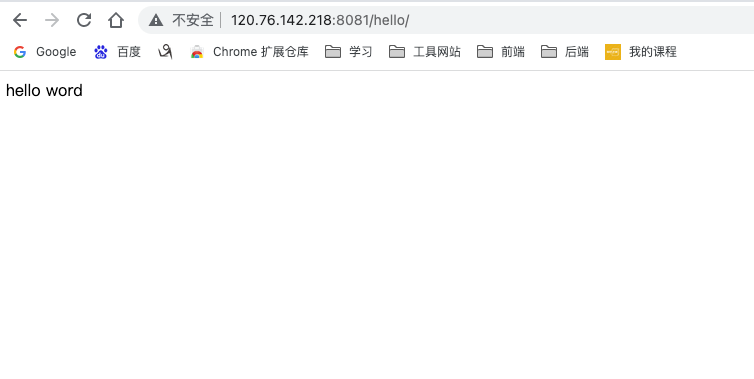 不安全 120.76.142.218:8081/hello/
Google 百度 Chrome 扩展仓库 学习 工具网站 前端 后端 我的课程
hello word